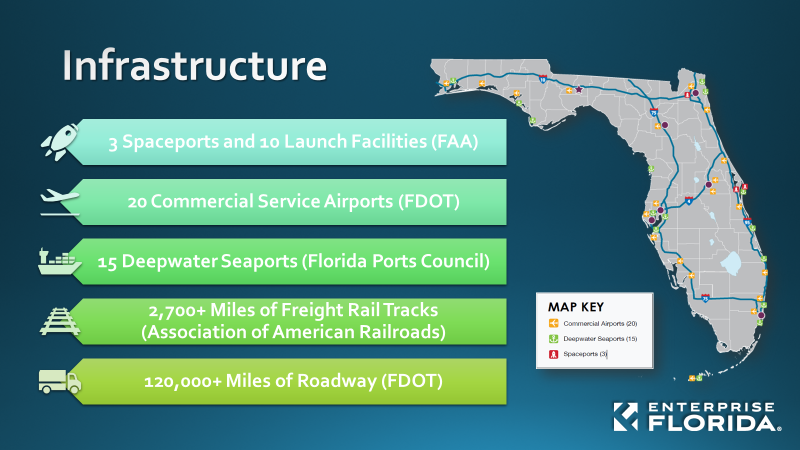 Infrastructure
3 Spaceports and 10 Launch Facilities (FAA)
20 Commercial Service Airports (FDOT)
15 Deepwater Seaports (Florida Ports Council)
2,700+ Miles of Freight Rail Tracks
(Association of American Railroads)
120,000+ Miles of Roadway (FDOT)
MAP KEY
Commercial Airports (20)
Deepwater Seaports (15)
Spaceports (3)
ENTERPRISE
FLORIDA®